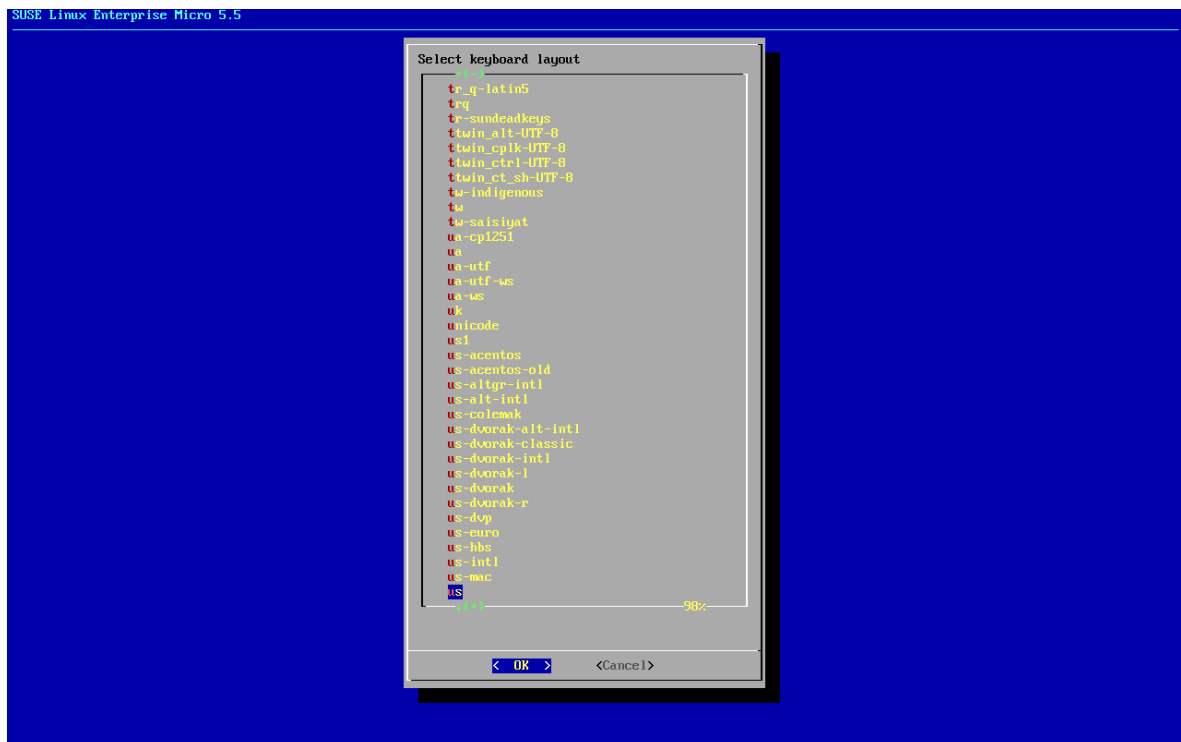 SUSE Linux Enterprise Micro 5.5
Select keyboard layout
↑(-)
tr_q-latin5
trq
tr-sundeadkeys
ttwin_alt-UTF-8
ttwin_cplk-UTF-8
ttwin_ctrl-UTF-8
ttwin_ct_sh-UTF-8
tw-indigenous
tw
tw-saisiyat
ua-cp1251
ua
ua-utf
ua-utf-ws
ua-ws
uk
unicode
us1
us-acentos
us-acentos-old
us-altgr-intl
us-alt-intl
us-colemak
us-dvorak-alt-intl
us-dvorak-classic
us-dvorak-intl
us-dvorak-l
us-dvorak
us-dvorak-r
us-dvp
us-euro
us-hbs
us-intl
us-mac
us
↓(+) 98%
< OK > <Cancel>